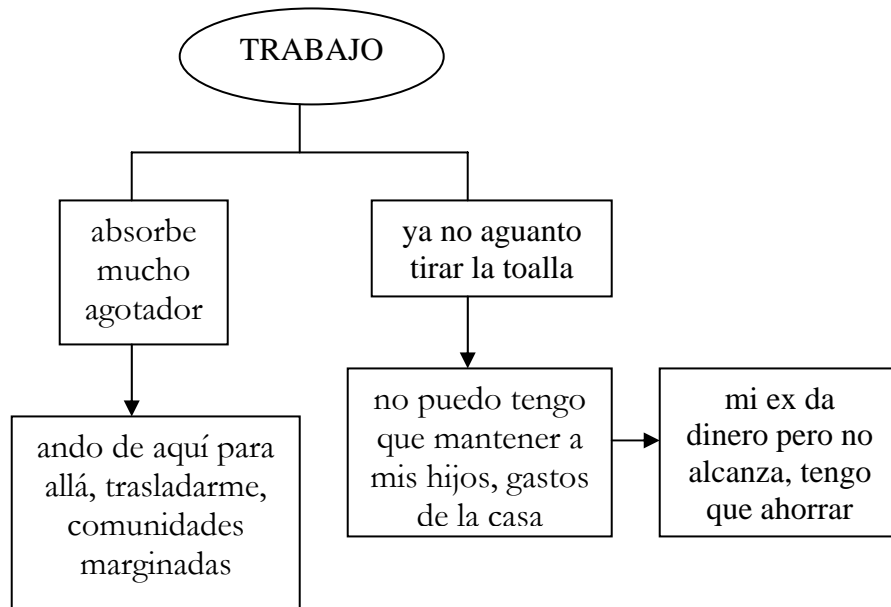 TRABAJO
absorbe
mucho
agotador
ya no aguanto
tirar la toalla
ando de aquí para
allá, trasladarme,
comunidades
marginadas
no puedo tengo
que mantener a
mis hijos, gastos
de la casa
mi ex da
dinero pero no
alcanza, tengo
que ahorrar